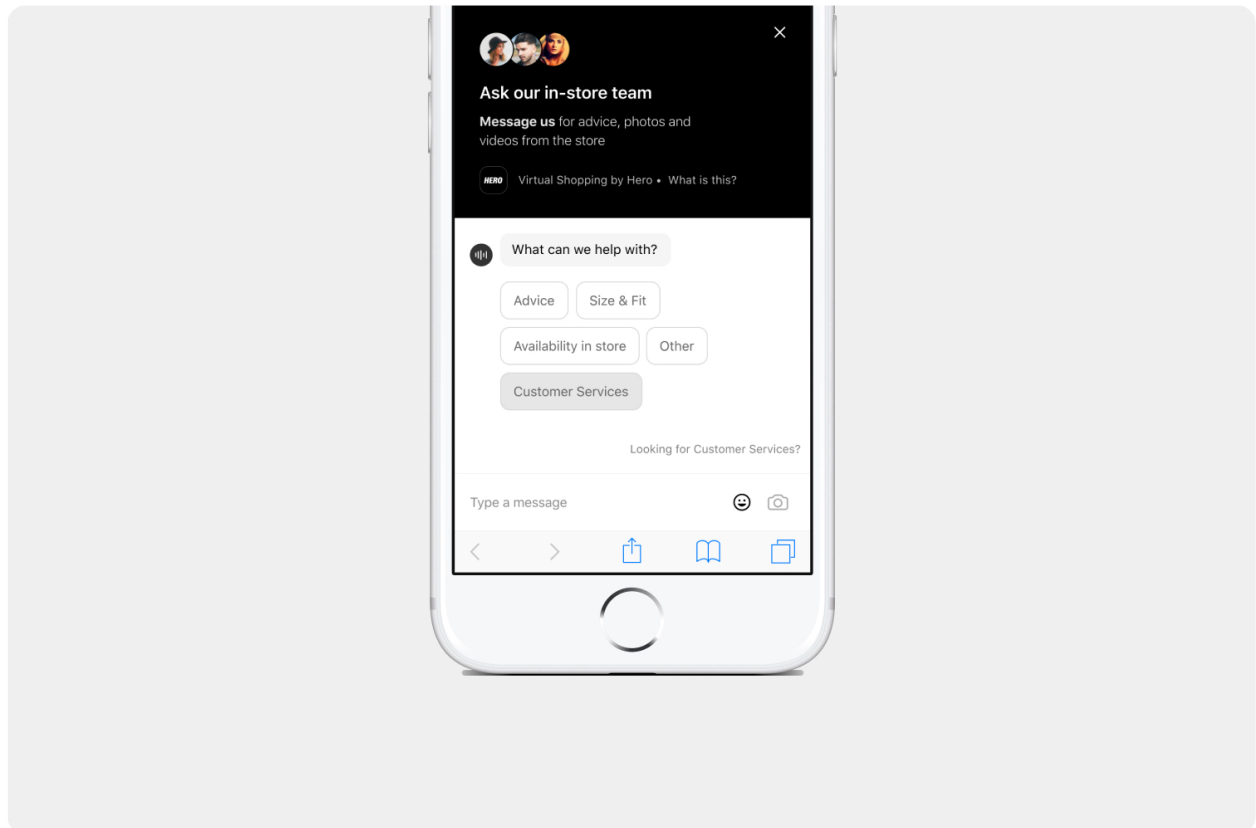 Ask our in-store team
Message us for advice, photos and
videos from the store
HERO Virtual Shopping by Hero • What is this?
What can we help with?
Advice Size & Fit
Availability in store Other
Customer Services
Looking for Customer Services?
Type a message